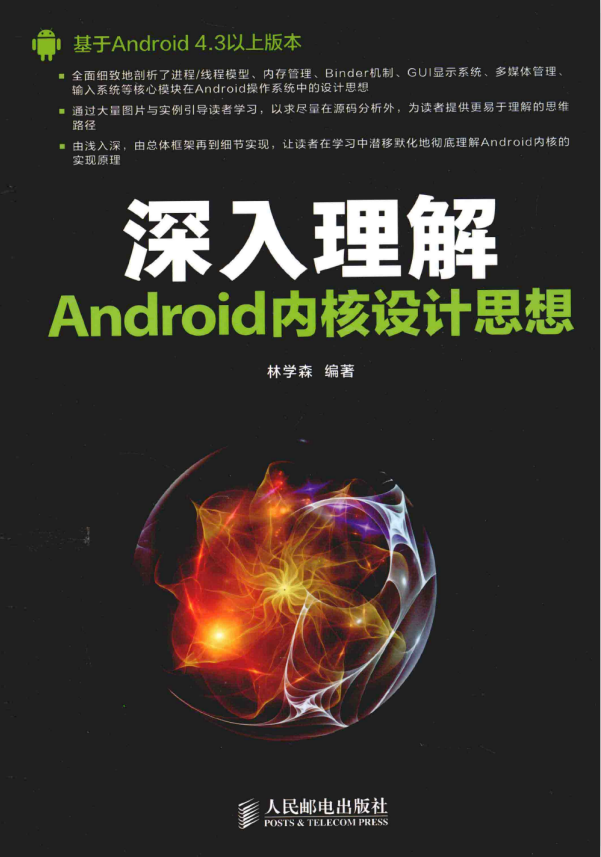 基于Android 4.3以上版本
全面细致地剖析了进程/线程模型、内存管理、Binder机制、GUI显示系统、多媒体管理、
输入系统等核心模块在Android操作系统中的设计思想
通过大量图片与实例引导读者学习，以求尽量在源码分析外，为读者提供更易于理解的思维
路径
由浅入深，由总体框架再到细节实现，让读者在学习中潜移默化地彻底理解Android内核的
实现原理
深入理解
Android内核设计思想
林学森 编著
人民邮电出版社
POSTS & TELECOM PRESS